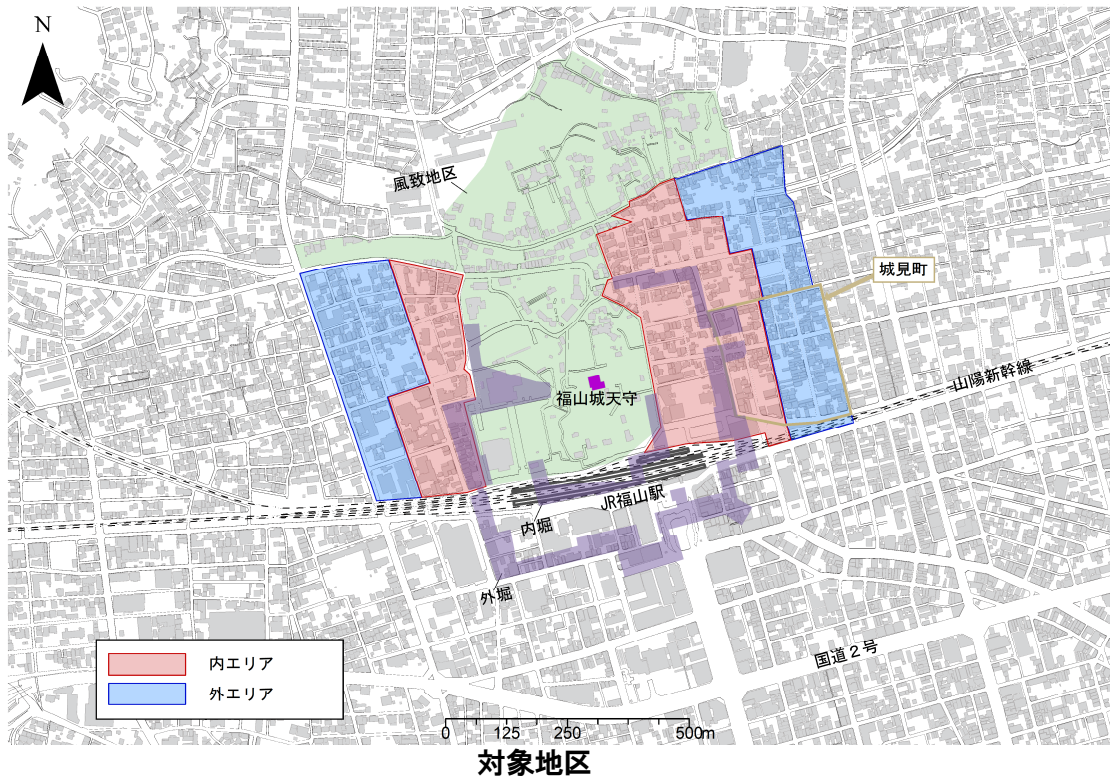 N
風致地区
城見町
山陽新幹線
福山城天守
JR福山駅
内堀
外堀
国道２号
内エリア
外エリア
0 125 250 500m
対象地区